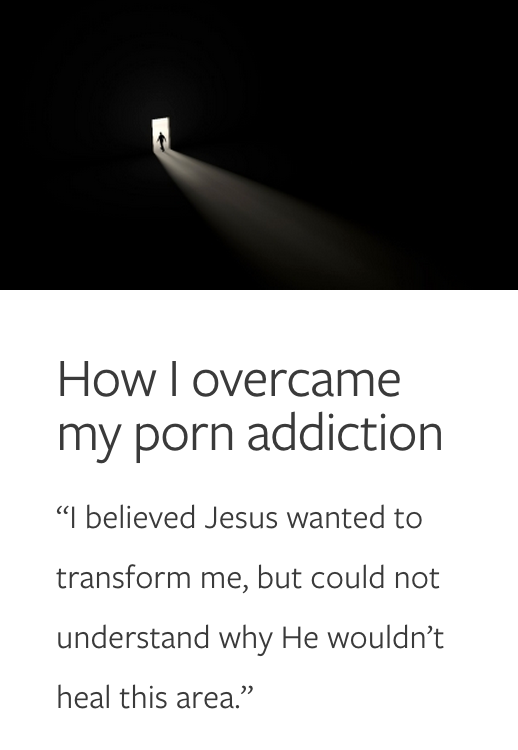 How I overcame
my porn addiction
“I believed Jesus wanted to
transform me, but could not
understand why He wouldn’t
heal this area.”